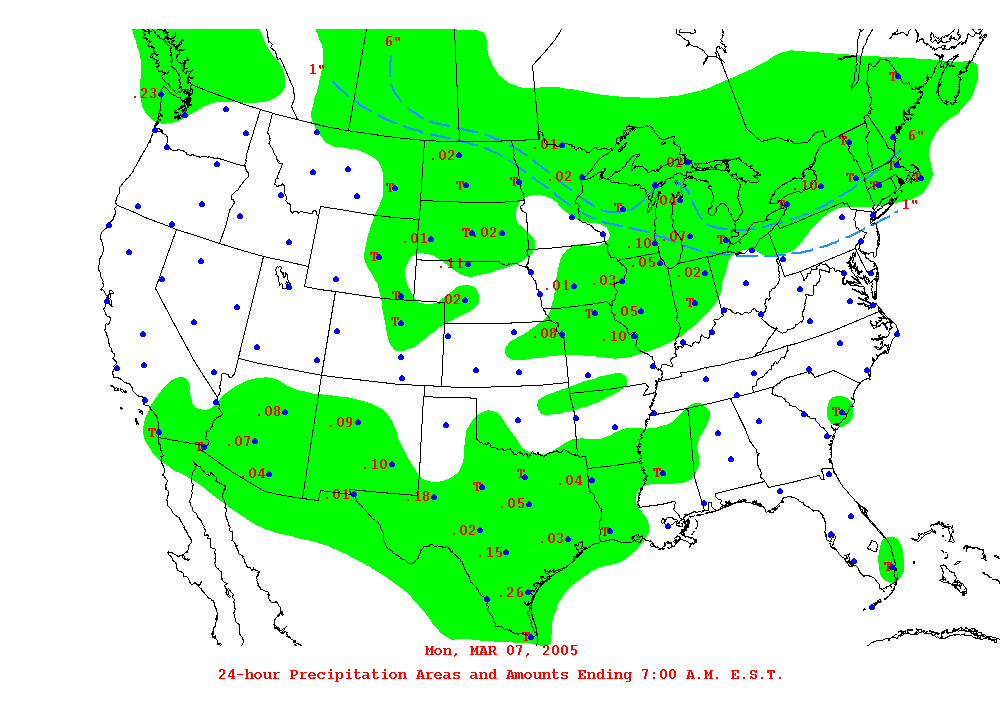 6"
1"
.23
T
.01
6"
.02
T
.02
.02
T
T
T
.10
T
T
T
.04
T
T
1"
.01
T
.02
.10
.07
T
T
.11
.05
.02
.01
.03
T
.02
T
T
.05
T
.08
.10
.08
.09
T
T
T
.07
.10
T
T
.04
T
.04
.01
.18
.05
.02
T
.03
.15
T
.26
T
Mon, MAR 07, 2005
24-hour Precipitation Areas and Amounts Ending 7:00 A.M. E.S.T.